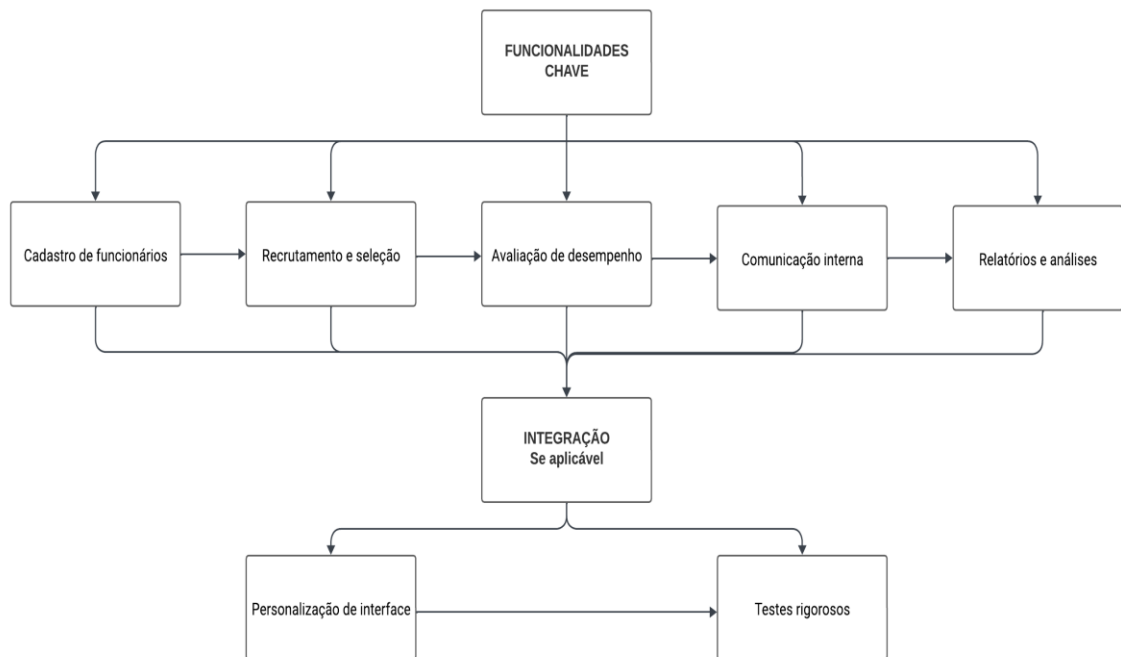 FUNCIONALIDADES
CHAVE
Cadastro de funcionários
Recrutamento e seleção
Avaliação de desempenho
Comunicação interna
Relatórios e análises
INTEGRAÇÃO
Se aplicável
Personalização de interface
Testes rigorosos